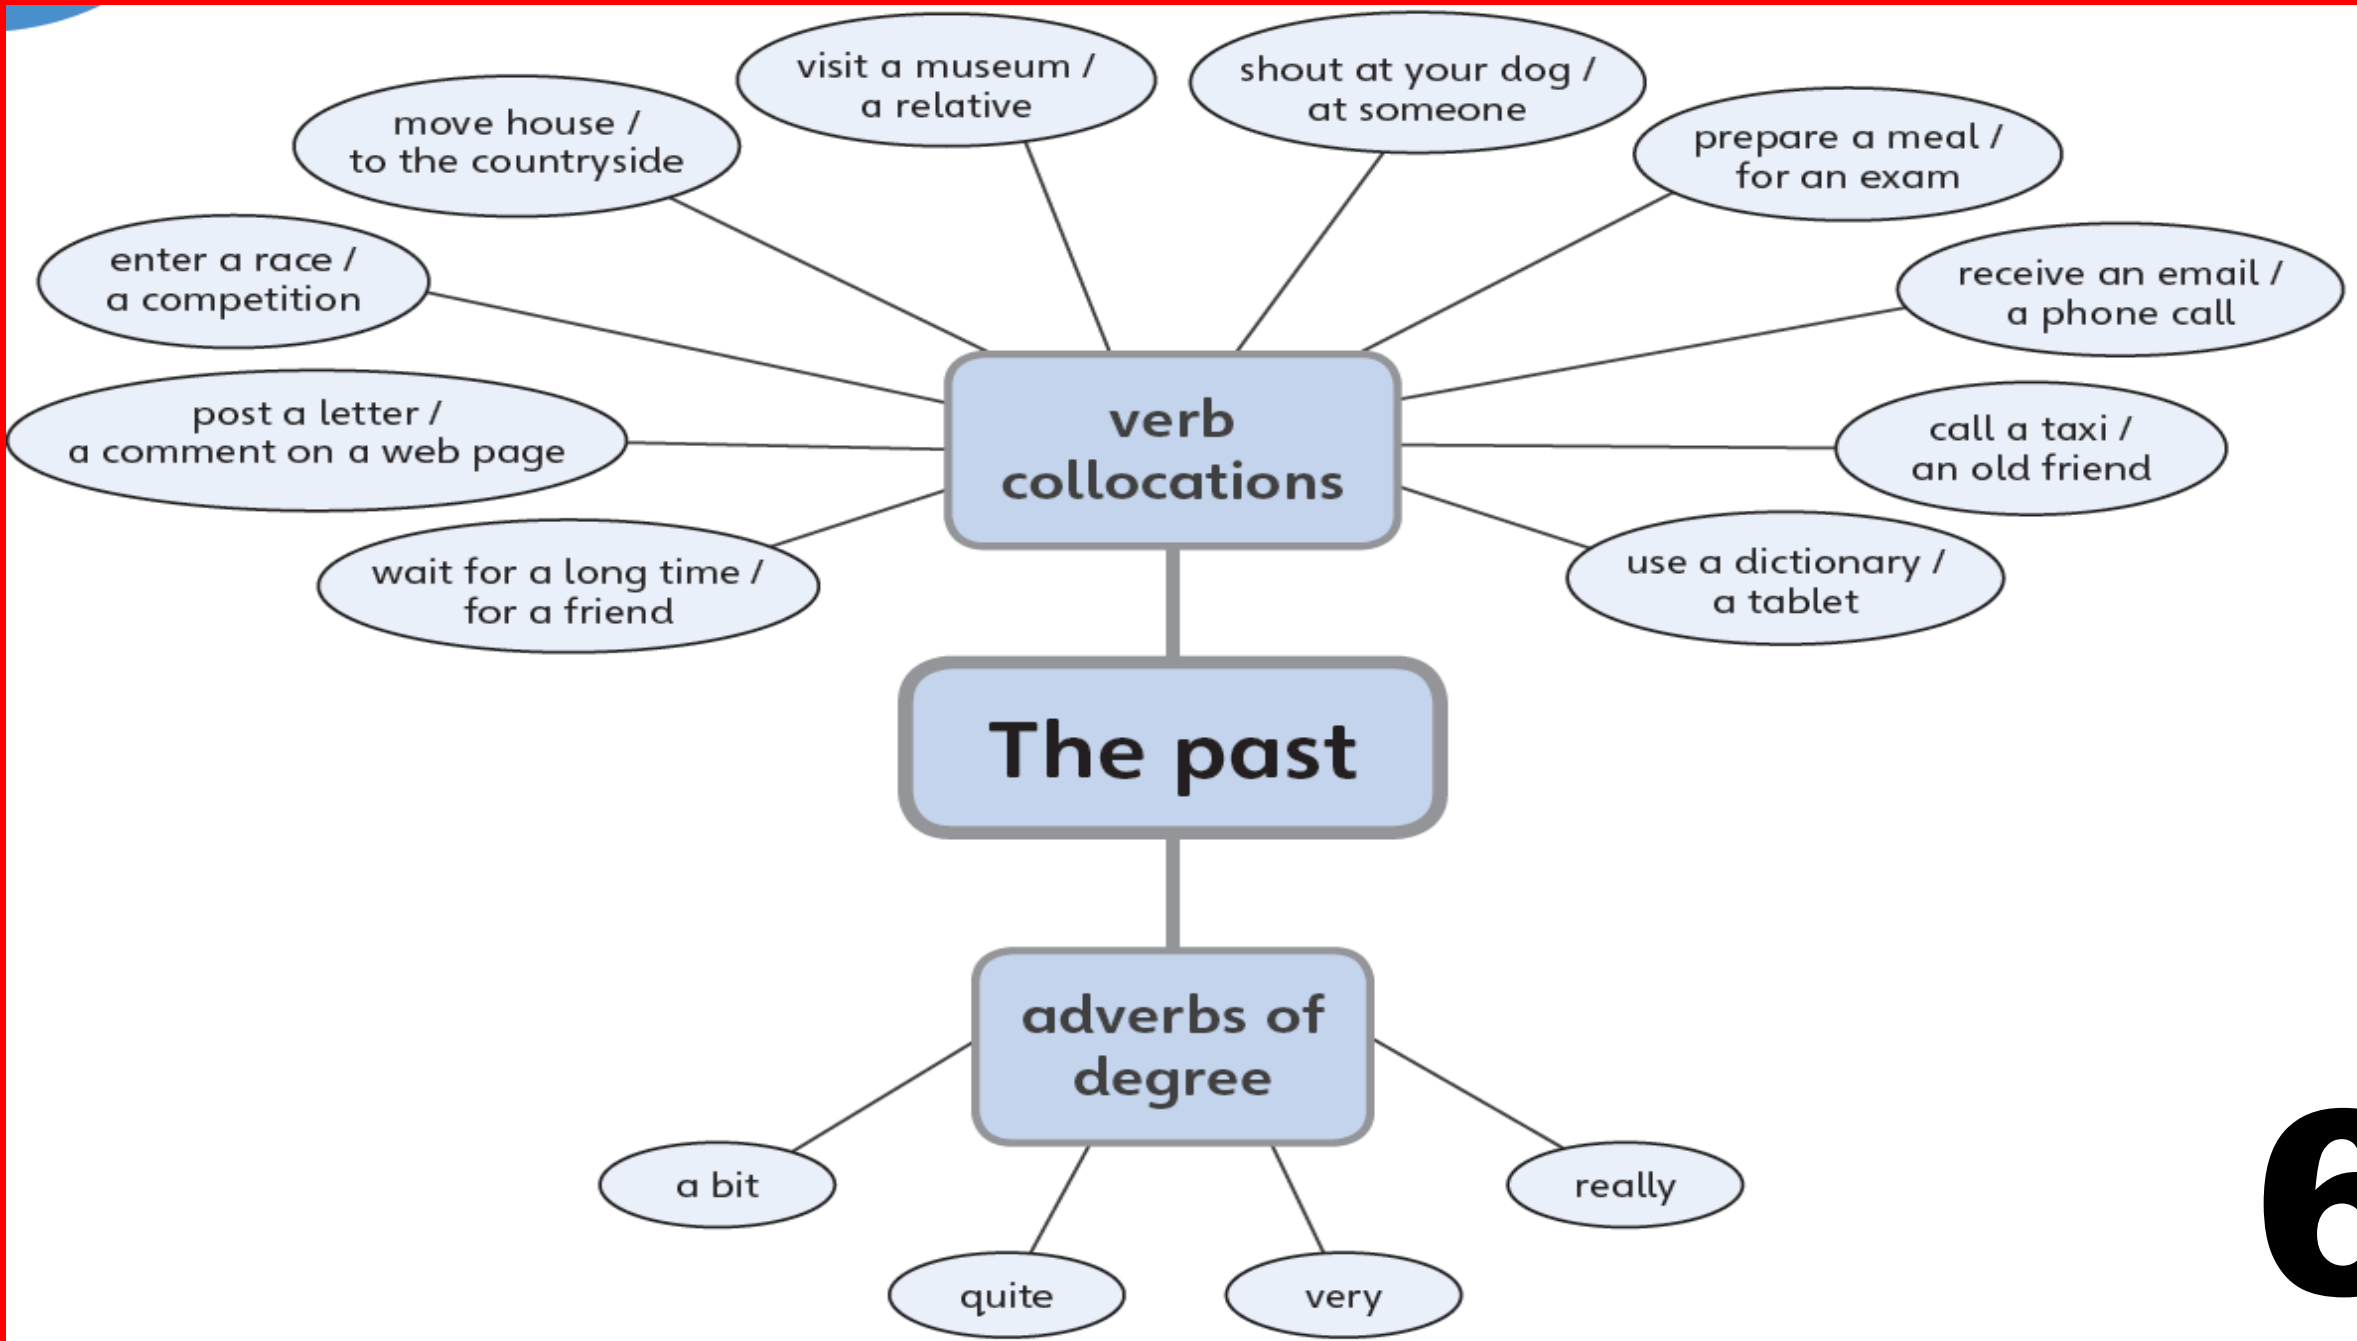 visit a museum /
a relative
shout at your dog /
at someone
move house /
to the countryside
prepare a meal /
for an exam
enter a race /
a competition
receive an email /
a phone call
post a letter /
a comment on a web page
verb
collocations
call a taxi /
an old friend
wait for a long time /
for a friend
use a dictionary /
a tablet
The past
adverbs of
degree
a bit
really
quite
very
6